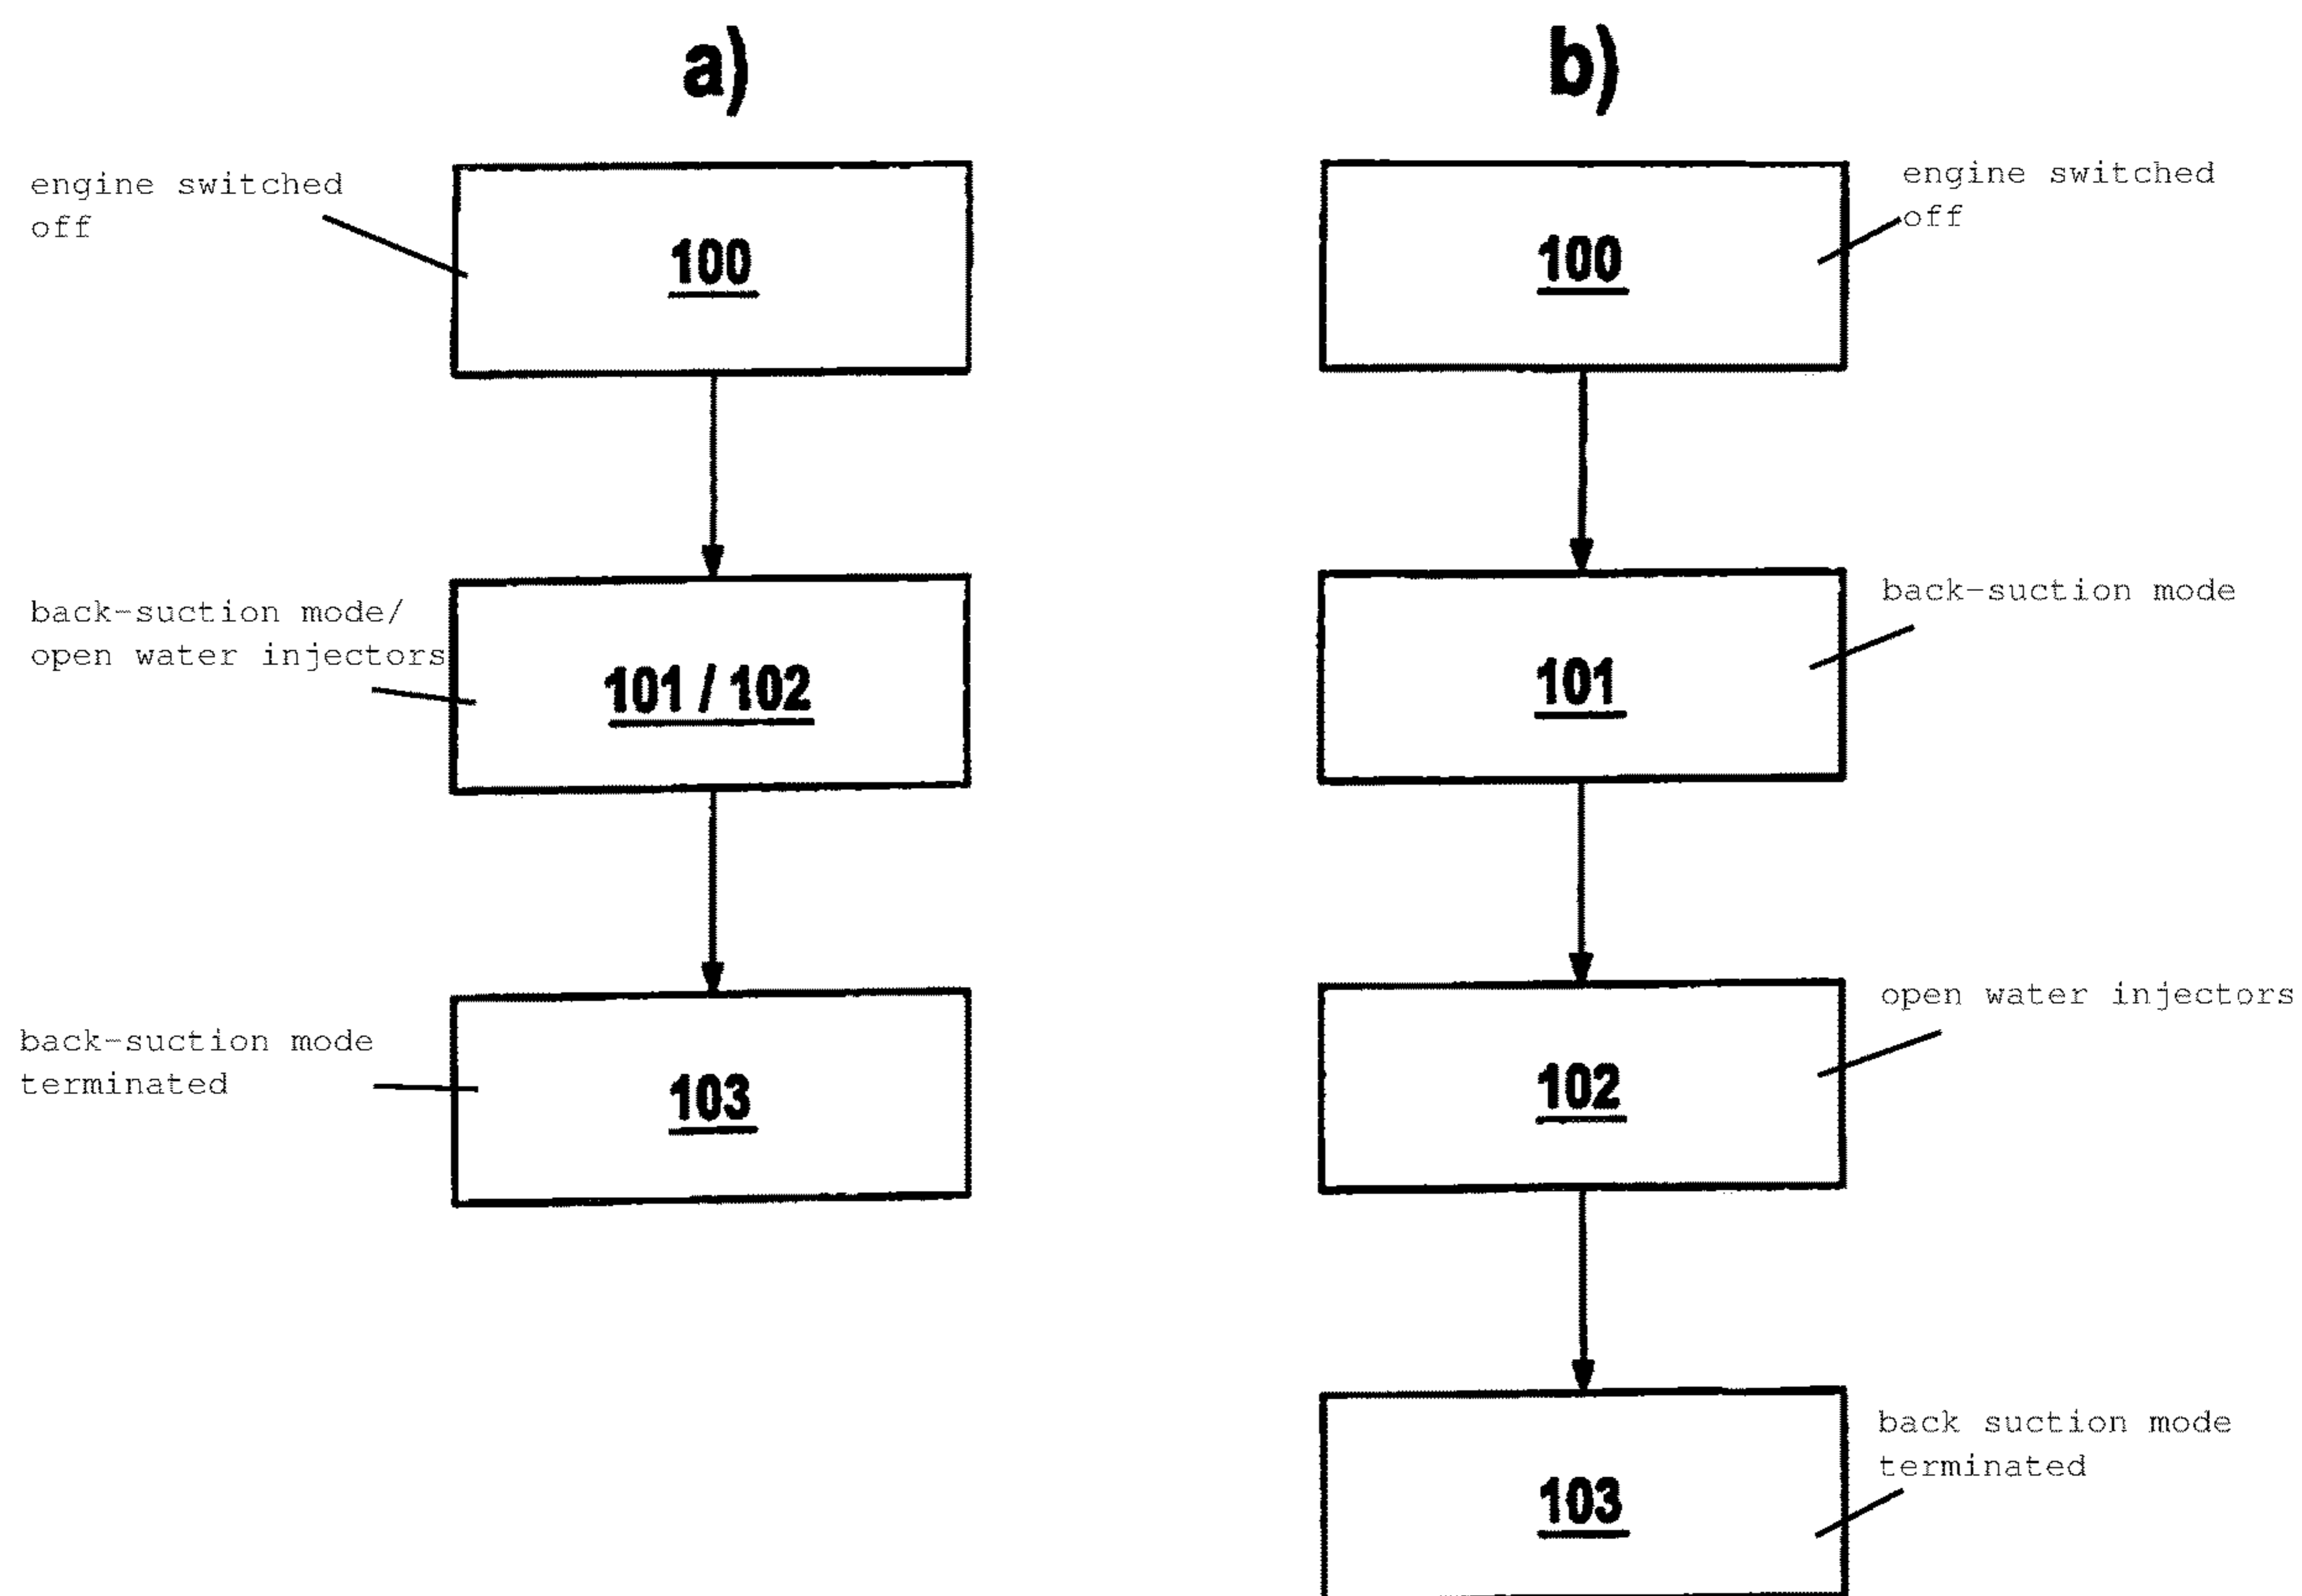 a)
engine switched
off
100
back-suction mode/
open water injectors
101 / 102
back-suction mode
terminated
103
b)
100
engine switched
off
101
back-suction mode
102
open water injectors
103
back suction mode
terminated